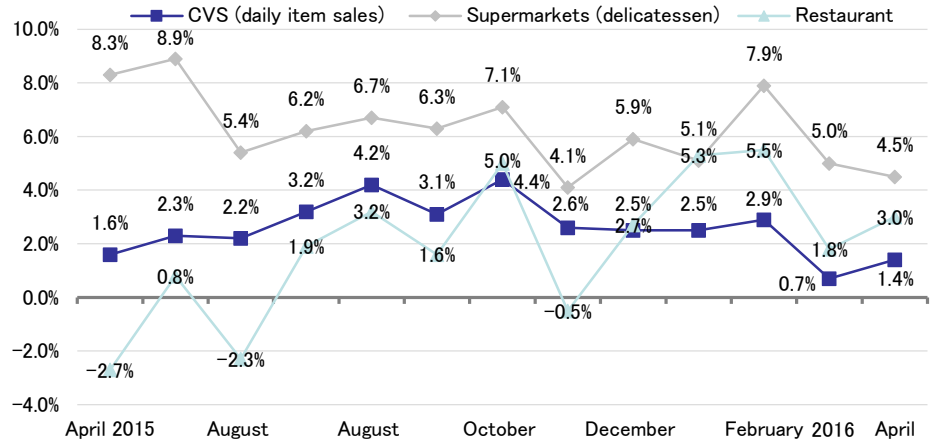 CVS (daily item sales) Supermarkets (delicatessen) Restaurant
10.0%
8.0%
6.0%
4.0%
2.0%
0.0%
−2.0%
−4.0%
8.3% 8.9% 5.4% 6.2% 6.7% 6.3% 7.1% 4.1% 5.9% 5.1% 7.9% 5.0% 4.5%
1.6% 2.3% 2.2% 3.2% 4.2% 3.1% 4.4% 2.6% 2.5% 2.5% 2.9% 0.7% 1.4%
−2.7% 0.8% −2.3% 1.9% 3.2% 1.6% 5.0% −0.5% 2.7% 5.3% 5.5% 1.8% 3.0%
April 2015 August August October December February 2016 April